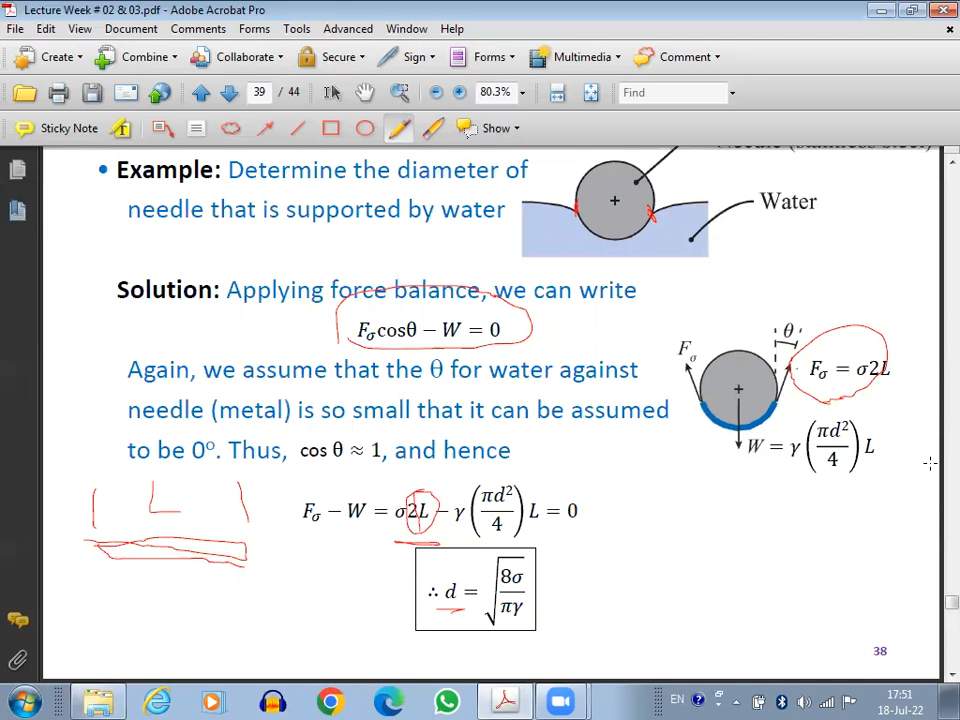 Lecture Week # 02 & 03.pdf - Adobe Acrobat Pro
File Edit View Document Comments Forms Tools Advanced Window Help
Create Combine Collaborate Secure Sign Forms Multimedia Comment
39 / 44 80.3% Find
Sticky Note Show
• Example: Determine the diameter of
needle that is supported by water
Water
Solution: Applying force balance, we can write
Fσcosθ − W = 0
Again, we assume that the θ for water against
needle (metal) is so small that it can be assumed
to be 0º. Thus, cos θ ≈ 1, and hence
θ
Fσ
Fσ = σ2L
W = γ (πd²/4) L
L
Fσ − W = σ2L − γ (πd²/4) L = 0
∴ d = √(8σ/πγ)
38
EN 17:51
18-Jul-22